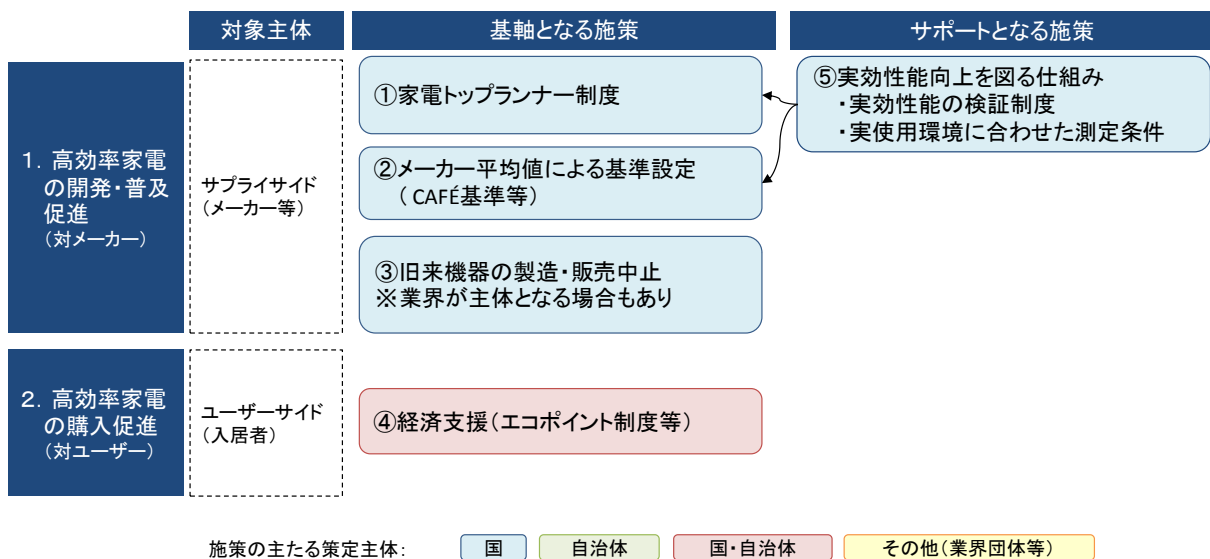 対象主体
基軸となる施策
サポートとなる施策
1. 高効率家電
の開発・普及
促進
(対メーカー)
サプライサイド
(メーカー等)
①家電トップランナー制度
②メーカー平均値による基準設定
( CAFÉ基準等)
③旧来機器の製造・販売中止
※業界が主体となる場合もあり
⑤実効性能向上を図る仕組み
・実効性能の検証制度
・実使用環境に合わせた測定条件
2. 高効率家電
の購入促進
(対ユーザー)
ユーザーサイド
(入居者)
④経済支援(エコポイント制度等)
施策の主たる策定主体:
国
自治体
国・自治体
その他(業界団体等)